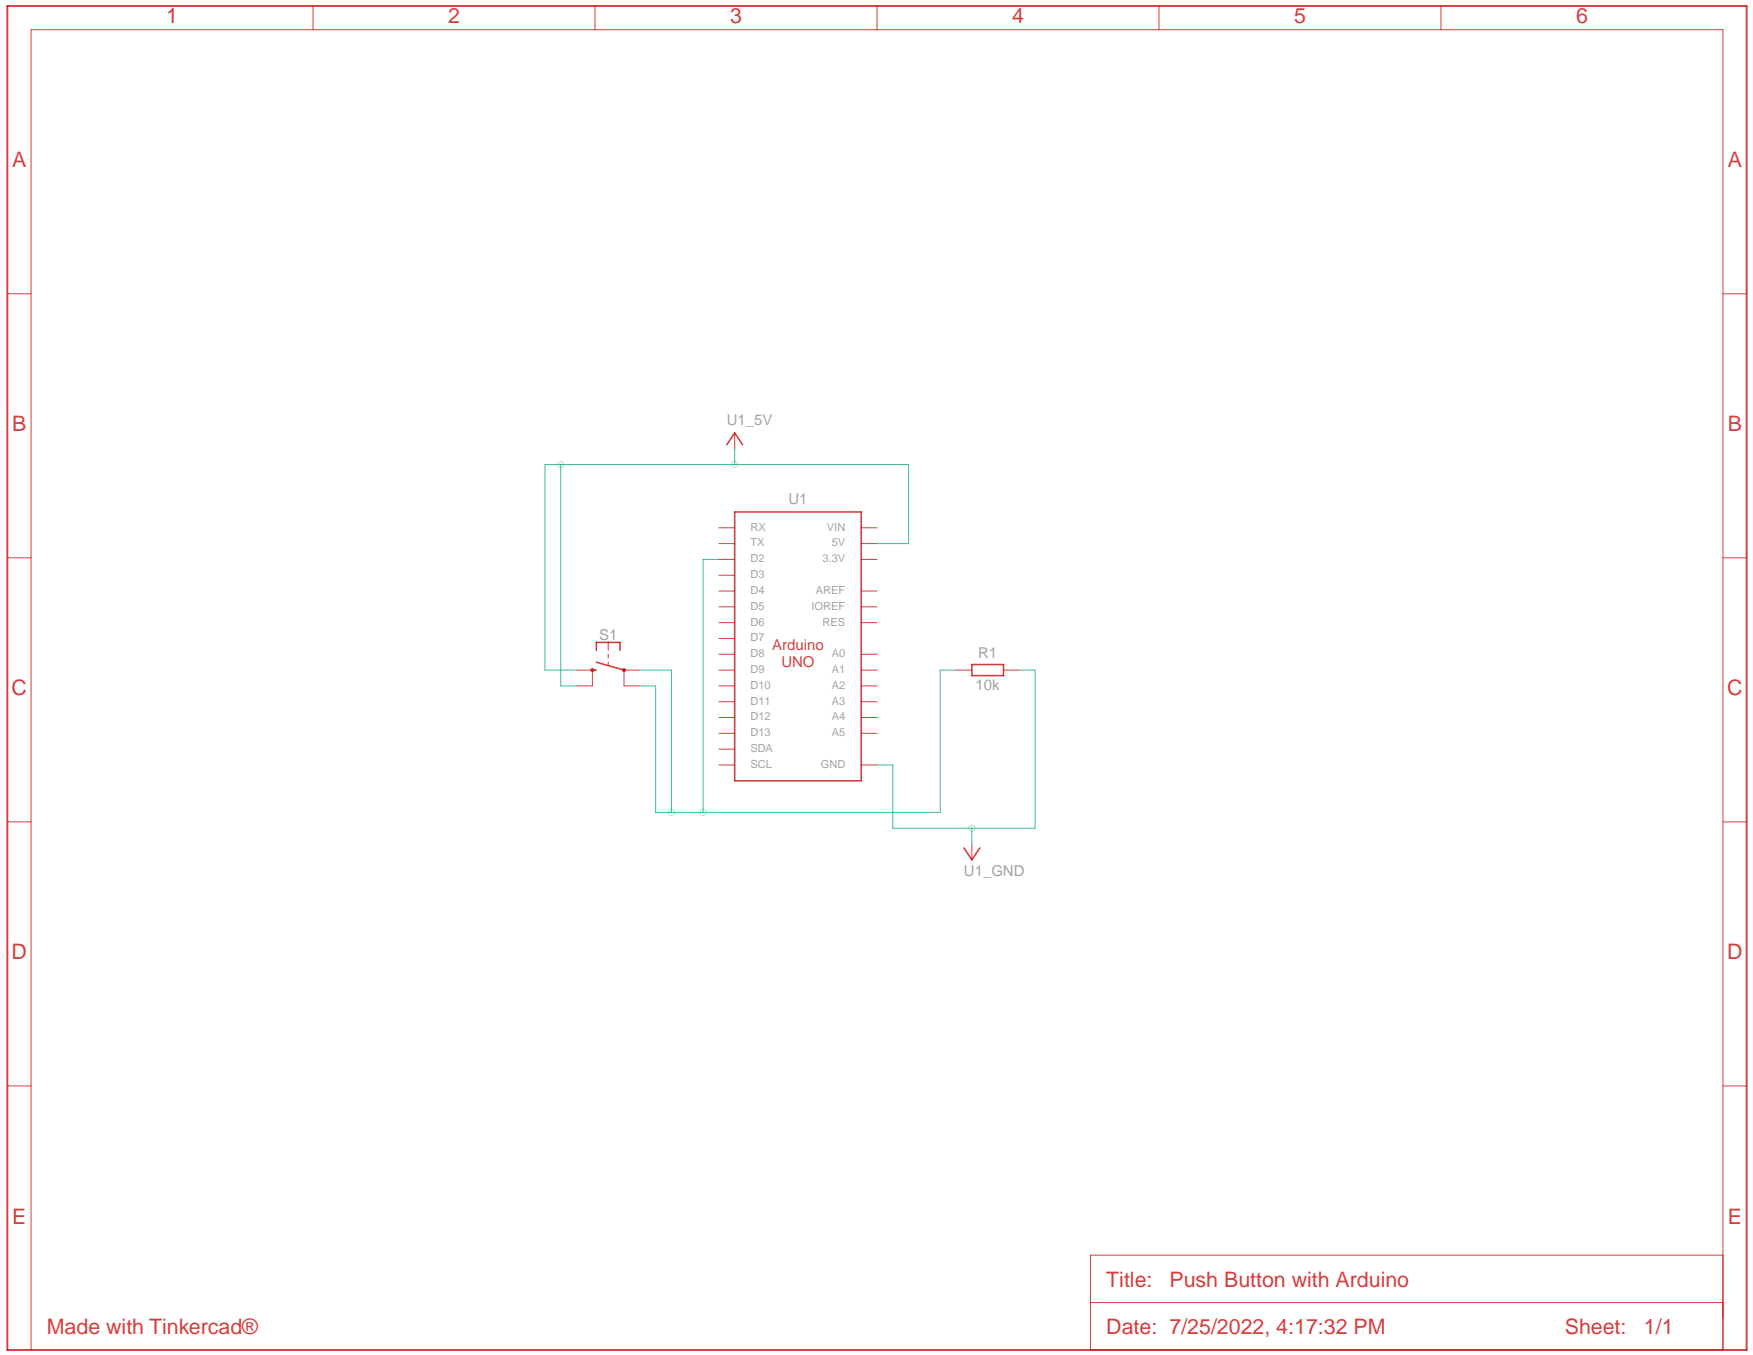 1 2 3 4 5 6
A A
B B
U1_5V
U1
RX VIN
TX 5V
D2 3.3V
D3
D4 AREF
D5 IOREF
D6 RES
S1
D7
Arduino
UNO
D8 A0
R1
D9 A1
D10 A2
10k
C C
D11 A3
D12 A4
D13 A5
SDA
SCL GND
U1_GND
D D
E E
Title: Push Button with Arduino
Made with Tinkercad®
Date: 7/25/2022, 4:17:32 PM Sheet: 1/1